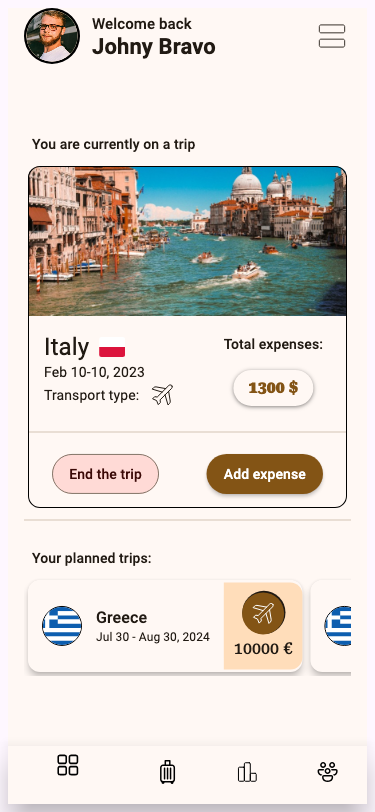 Welcome back
Johny Bravo
You are currently on a trip
Italy
Total expenses:
Feb 10-10, 2023
1300 $
Transport type:
End the trip
Add expense
Your planned trips:
Greece
Jul 30 - Aug 30, 2024
10000 €